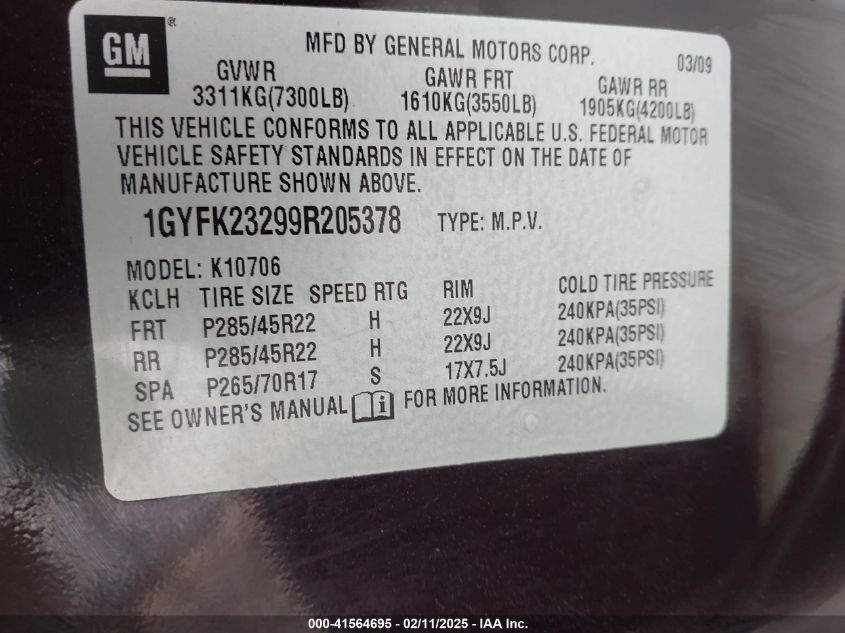 GM®
MFD BY GENERAL MOTORS CORP.
03/09
GVWR GAWR FRT GAWR RR
3311KG(7300LB) 1610KG(3550LB) 1905KG(4200LB)
THIS VEHICLE CONFORMS TO ALL APPLICABLE U.S. FEDERAL MOTOR
VEHICLE SAFETY STANDARDS IN EFFECT ON THE DATE OF
MANUFACTURE SHOWN ABOVE.
1GYFK23299R205378 TYPE: M.P.V.
MODEL: K10706
KCLH TIRE SIZE SPEED RTG RIM COLD TIRE PRESSURE
FRT P285/45R22 H 22X9J 240KPA(35PSI)
RR P285/45R22 H 22X9J 240KPA(35PSI)
SPA P265/70R17 S 17X7.5J 240KPA(35PSI)
SEE OWNER'S MANUAL i FOR MORE INFORMATION.
000-41564695 - 02/11/2025 - IAA Inc.